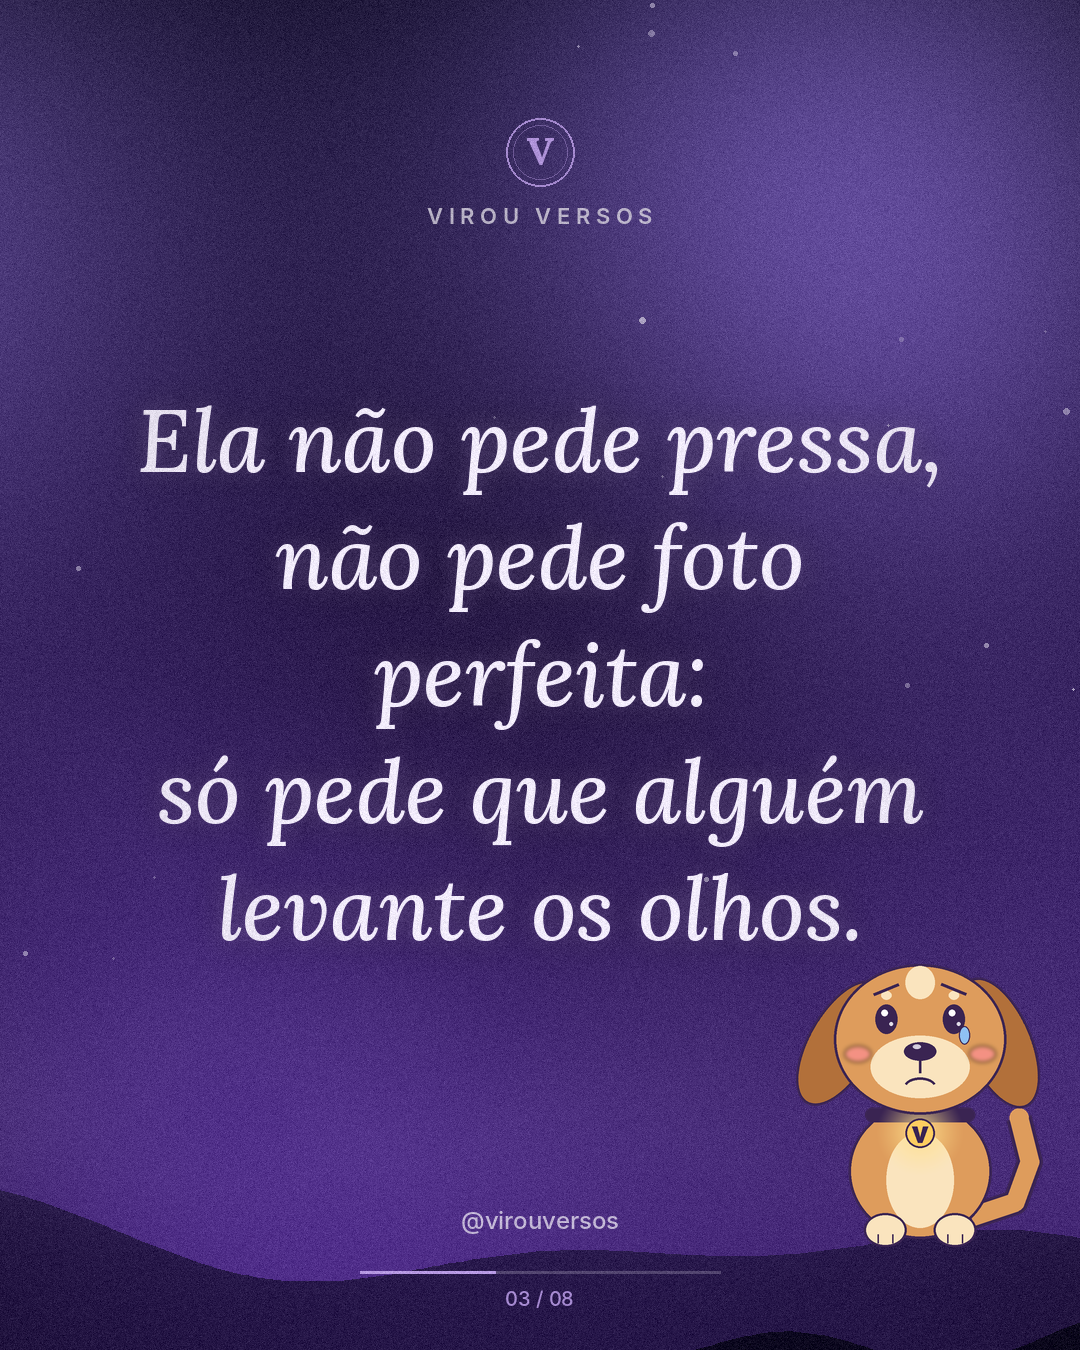 V
VIROU VERSOS
Ela não pede pressa,
não pede foto
perfeita:
só pede que alguém
levante os olhos.
V
@virouversos
03 / 08